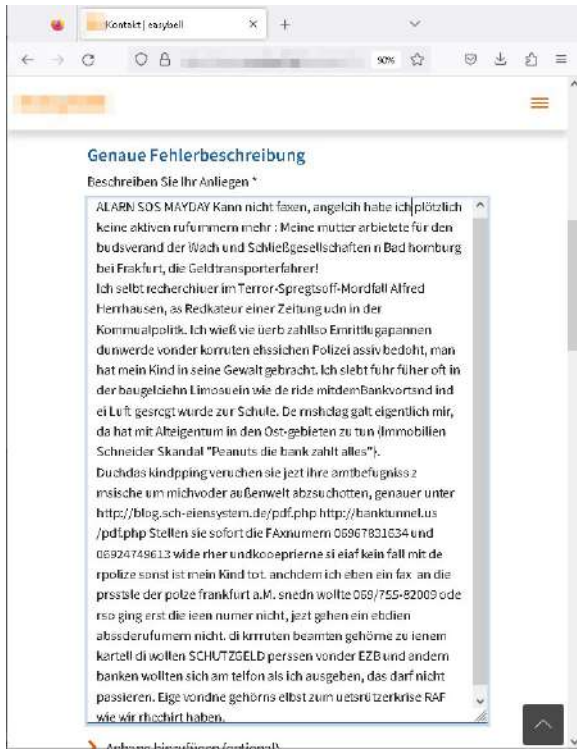 Kontakt | easybell
90%
Genaue Fehlerbeschreibung
Beschreiben Sie Ihr Anliegen *
ALARN SOS MAYDAY Kann nicht faxen, angelcih habe ich plötzlich
keine aktiven rufummern mehr : Meine mutter arbietete für den
budsverand der Wach und Schließgesellschaften n Bad homburg
bei Frakfurt, die Geldtransporterfahrer!
Ich selbt recherchiuer im Terror-Spregtsoff-Mordfall Alfred
Herrhausen, as Redkateur einer Zeitung udn in der
Kommualpolitk. Ich wieß vie üerb zahllso Emrittlugapannen
dunwerde vonder korruten ehssichen Polizei assiv bedoht, man
hat mein Kind in seine Gewalt gebracht. Ich slebt fuhr füher oft in
der baugelciehn Limosuein wie de ride mitdemBankvortsnd ind
ei Luft gesrcgt wurde zur Schule. De rnshclag galt eigentlich mir,
da hat mit Alteigentum in den Ost-gebieten zu tun (Immobilien
Schneider Skandal "Peanuts die bank zahlt alles").
Duchdas kindpping veruchen sie jezt ihre amtbefugniss z
msische um michvoder außenwelt abzsuchotten, genauer unter
http://blog.sch-eiensystem.de/pdf.php http://banktunnel.us
/pdf.php Stellen sie sofort die FAxnumern 06967831634 und
06924749613 wide rher undkooeprierne si eiaf kein fall mit de
rpolize sonst ist mein Kind tot. anchdem ich eben ein fax an die
prsstsle der polze frankfurt a.M. snedn wollte 069/755-82009 ode
rso ging erst die ieen numer nicht, jezt gehen ein ebdien
abssderufumern nicht. di krrruten beamten gehörne zu ienem
kartell di wollen SCHUTZGELD perssen vonder EZB und andern
banken wollten sich am telfon als ich ausgeben, das darf nicht
passieren. Eige vondne gehörns elbst zum uetsrützerkrise RAF
wie wir rhcchirt haben.
Anhang hinzufügen (optional)